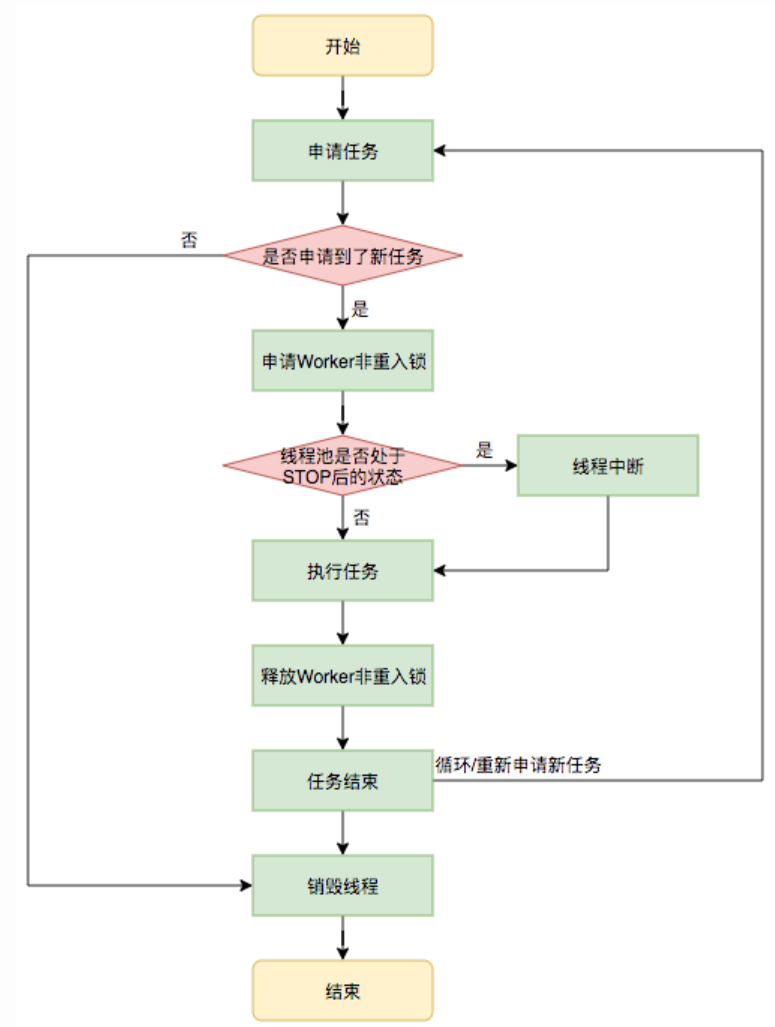 开始
申请任务
否
是否申请到了新任务
是
申请Worker非重入锁
线程池是否处于
STOP后的状态
是
线程中断
否
执行任务
释放Worker非重入锁
循环/重新申请新任务
任务结束
销毁线程
结束